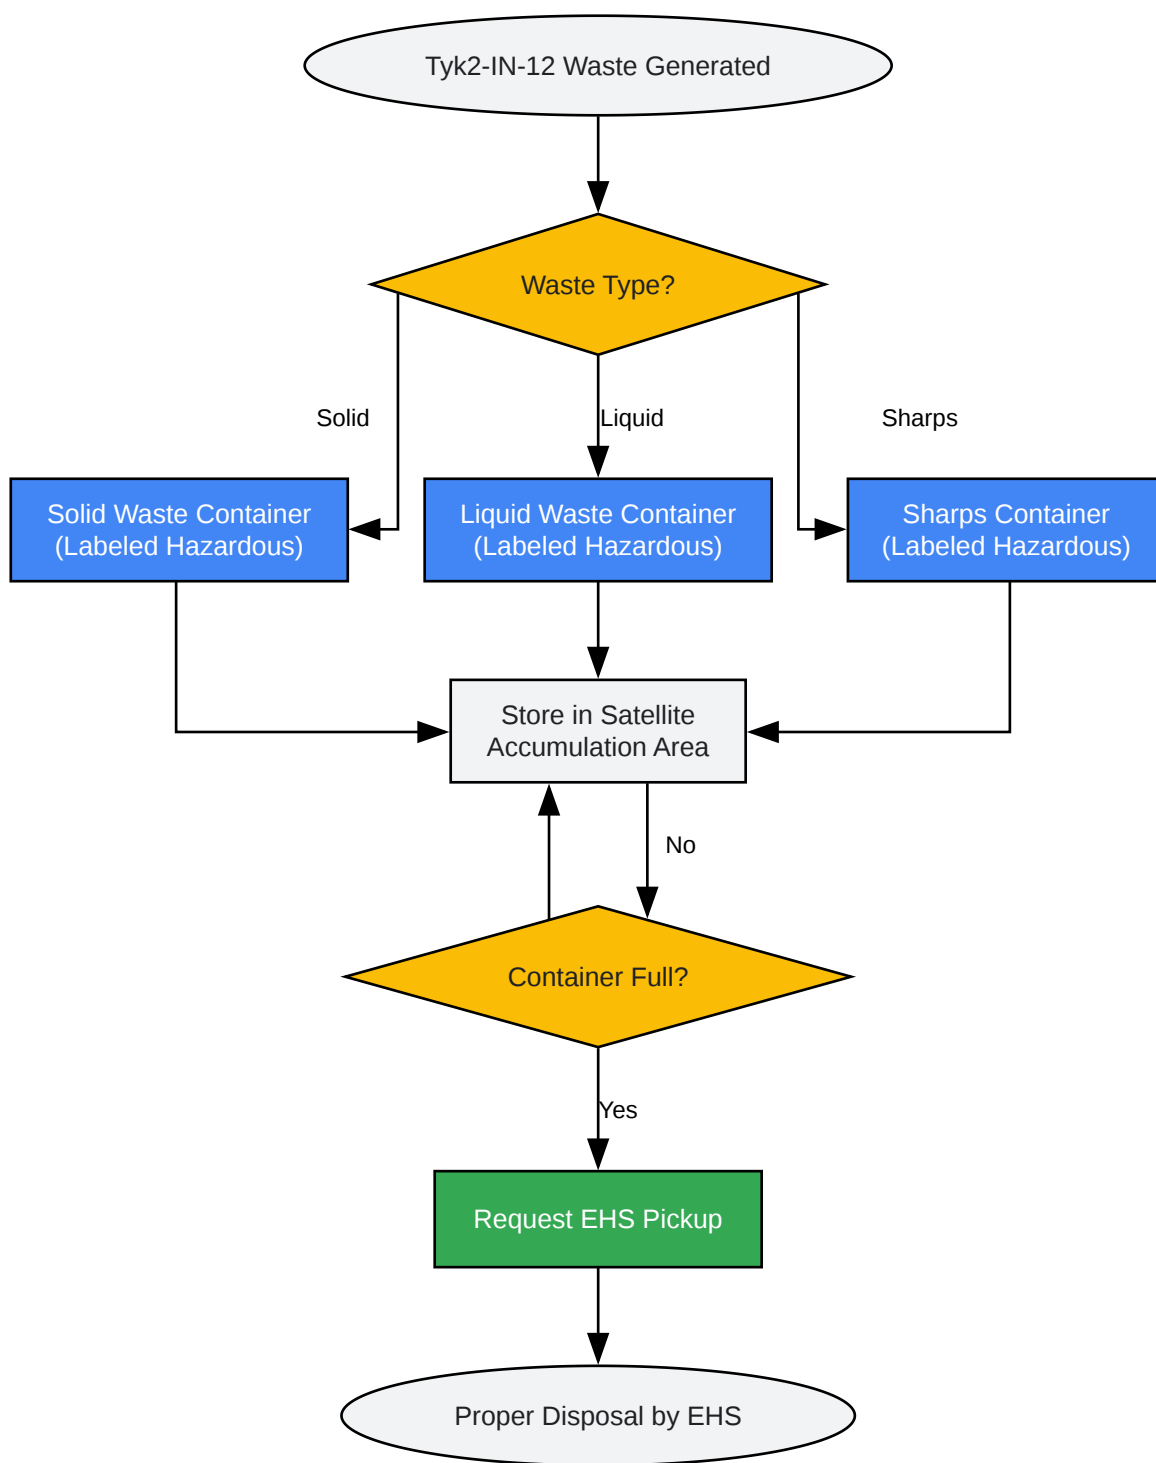 Tyk2-IN-12 Waste Generated
Waste Type?
Solid
Liquid
Sharps
Solid Waste Container
(Labeled Hazardous)
Liquid Waste Container
(Labeled Hazardous)
Sharps Container
(Labeled Hazardous)
Store in Satellite
Accumulation Area
No
Container Full?
Yes
Request EHS Pickup
Proper Disposal by EHS